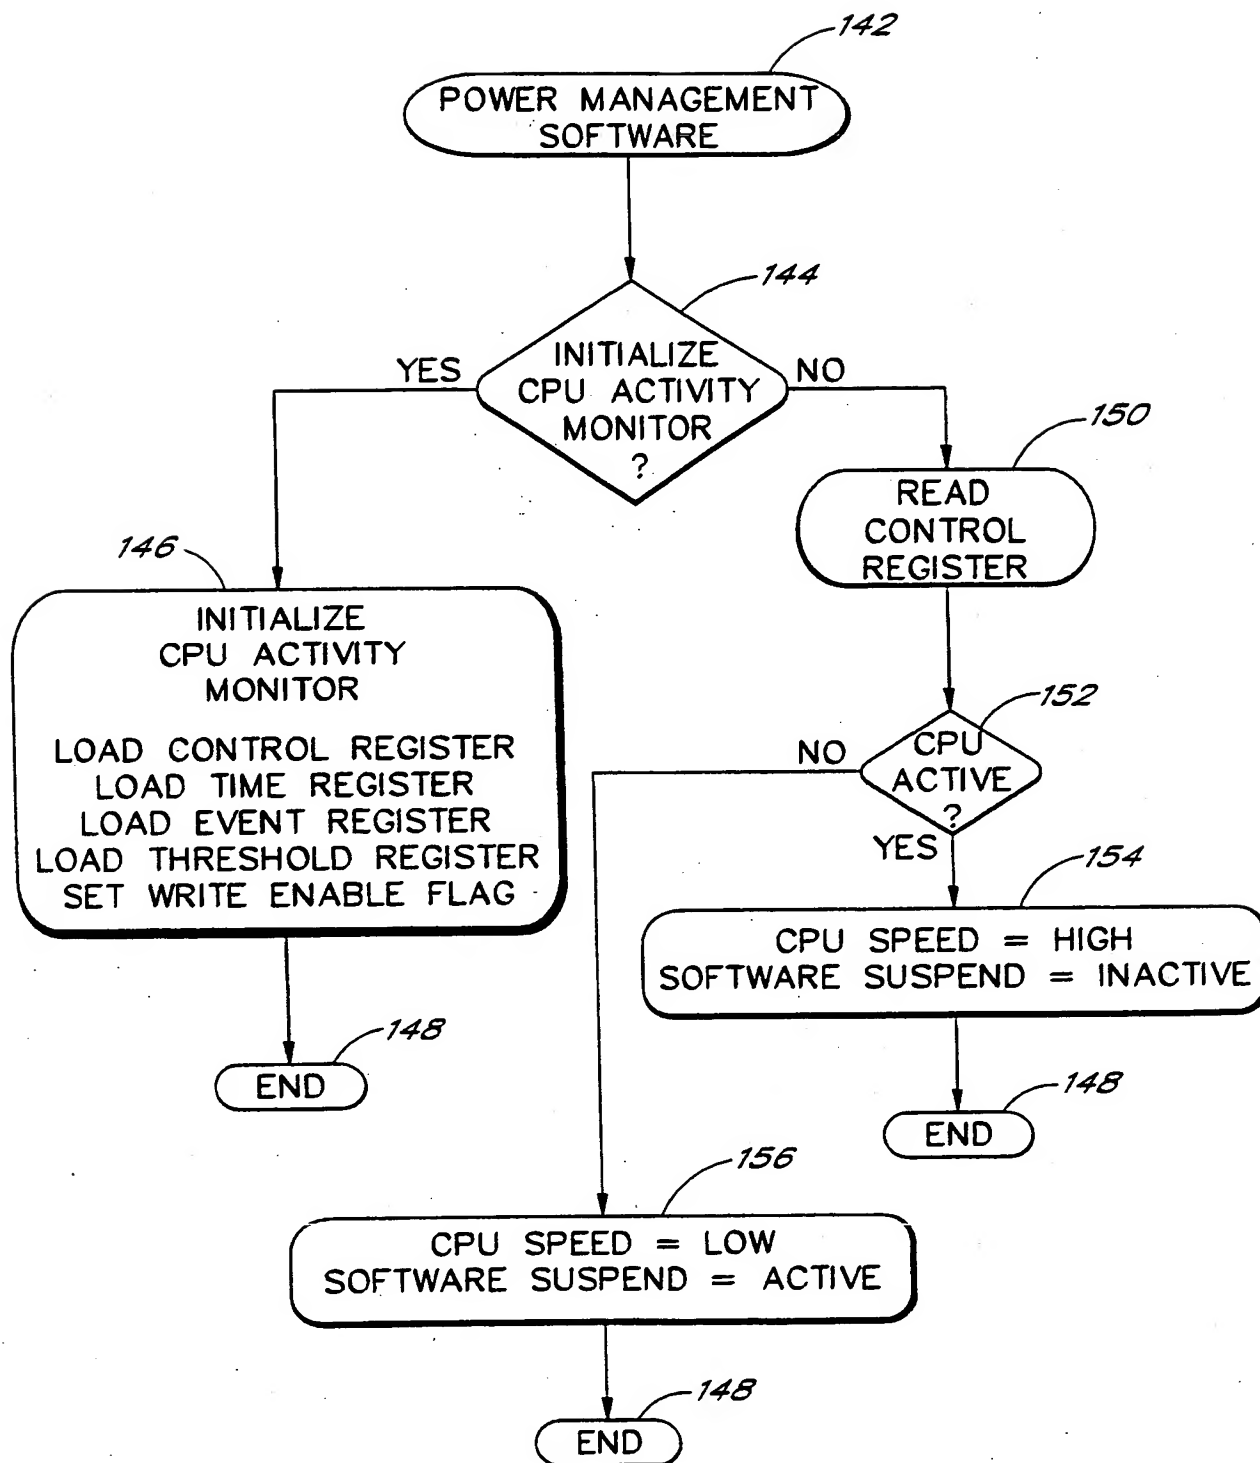 142
POWER MANAGEMENT
SOFTWARE
144
INITIALIZE
CPU ACTIVITY
MONITOR
?
YES
NO
150
READ
CONTROL
REGISTER
146
INITIALIZE
CPU ACTIVITY
MONITOR
LOAD CONTROL REGISTER
LOAD TIME REGISTER
LOAD EVENT REGISTER
LOAD THRESHOLD REGISTER
SET WRITE ENABLE FLAG
148
END
152
CPU
ACTIVE
?
NO
YES
154
CPU SPEED = HIGH
SOFTWARE SUSPEND = INACTIVE
148
END
156
CPU SPEED = LOW
SOFTWARE SUSPEND = ACTIVE
148
END